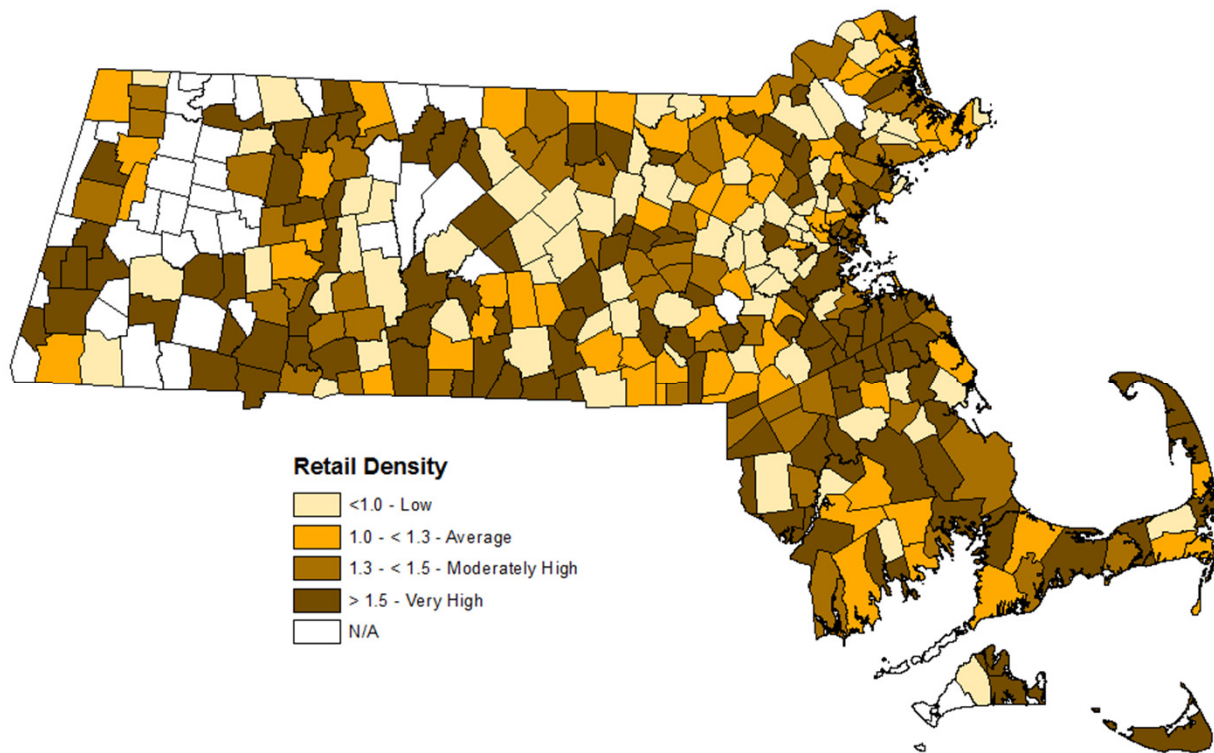 Retail Density
<1.0 - Low
1.0 - < 1.3 - Average
1.3 - < 1.5 - Moderately High
> 1.5 - Very High
N/A